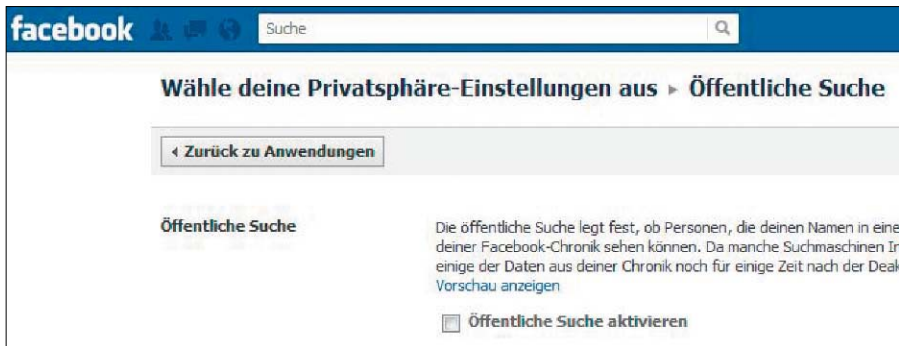 facebook
Suche
Wähle deine Privatsphäre-Einstellungen aus ▸ Öffentliche Suche
Zurück zu Anwendungen
Öffentliche Suche
Die öffentliche Suche legt fest, ob Personen, die deinen Namen in eine
deiner Facebook-Chronik sehen können. Da manche Suchmaschinen In
einige der Daten aus deiner Chronik noch für einige Zeit nach der Deak
Vorschau anzeigen
Öffentliche Suche aktivieren